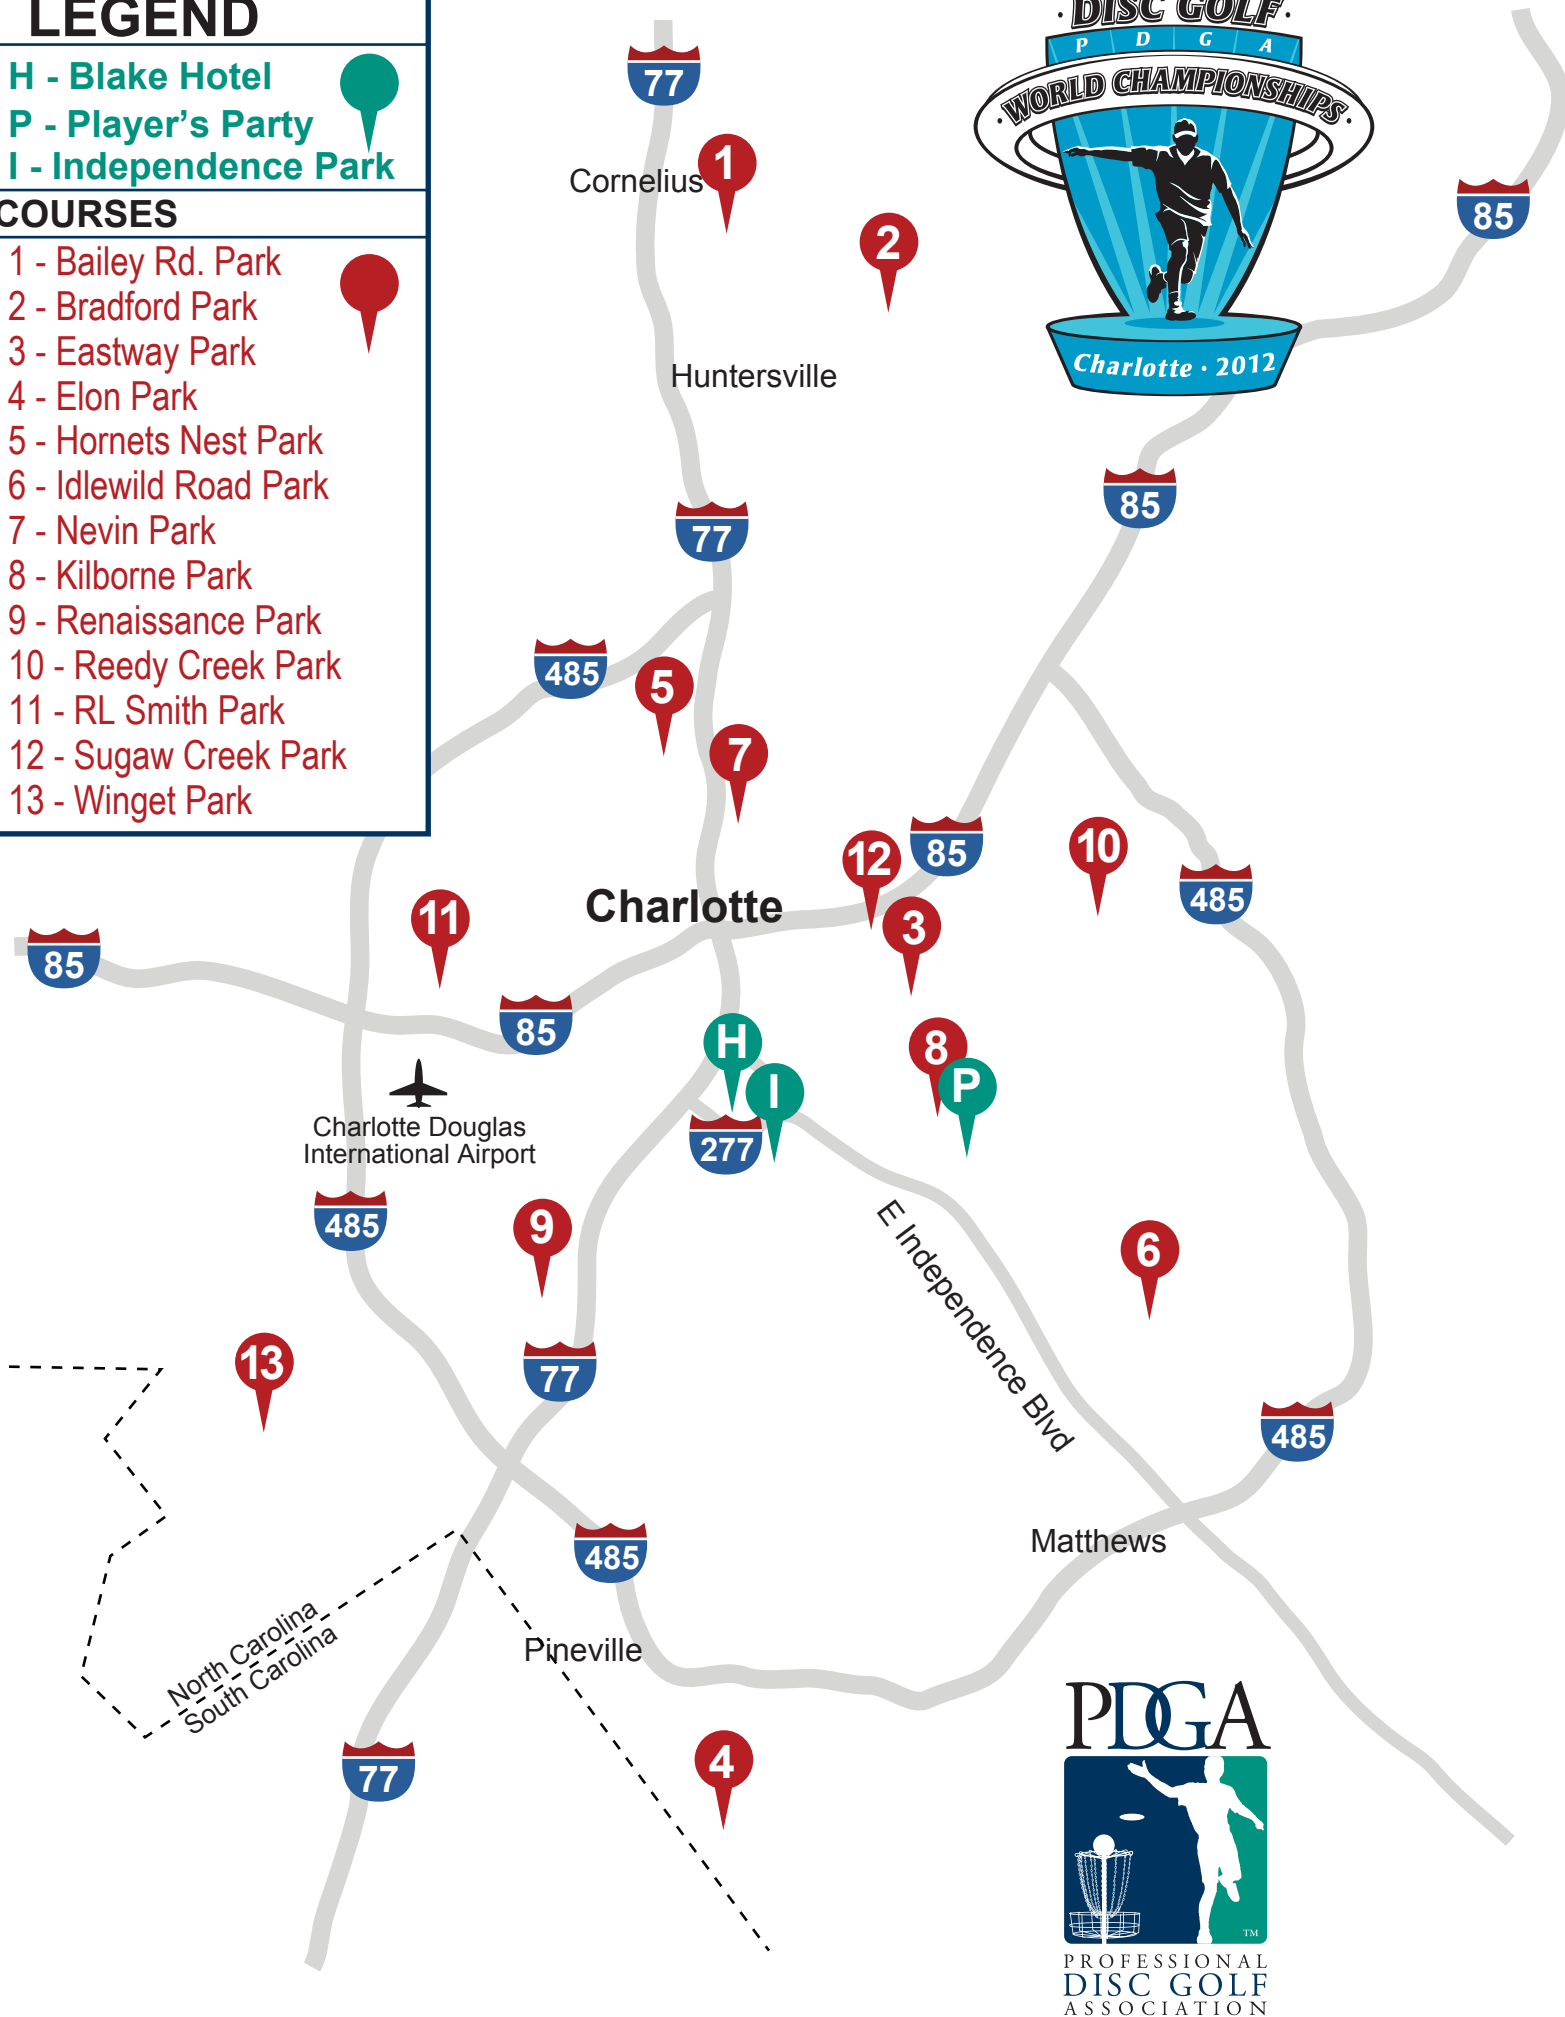 LEGEND
H - Blake Hotel
P - Player's Party
I - Independence Park
COURSES
1 - Bailey Rd. Park
2 - Bradford Park
3 - Eastway Park
4 - Elon Park
5 - Hornets Nest Park
6 - Idlewild Road Park
7 - Nevin Park
8 - Kilborne Park
9 - Renaissance Park
10 - Reedy Creek Park
11 - RL Smith Park
12 - Sugaw Creek Park
13 - Winget Park
· DISC GOLF ·
P D G A
· WORLD CHAMPIONSHIPS ·
Charlotte · 2012
77
Cornelius
1
2
85
Huntersville
77
85
485
5
7
12
85
10
485
11
Charlotte
3
85
85
H
I
8
P
277
Charlotte Douglas
International Airport
485
9
E Independence Blvd
6
13
77
485
485
Matthews
North Carolina
South Carolina
Pineville
77
4
PDGA
TM
PROFESSIONAL
DISC GOLF
ASSOCIATION